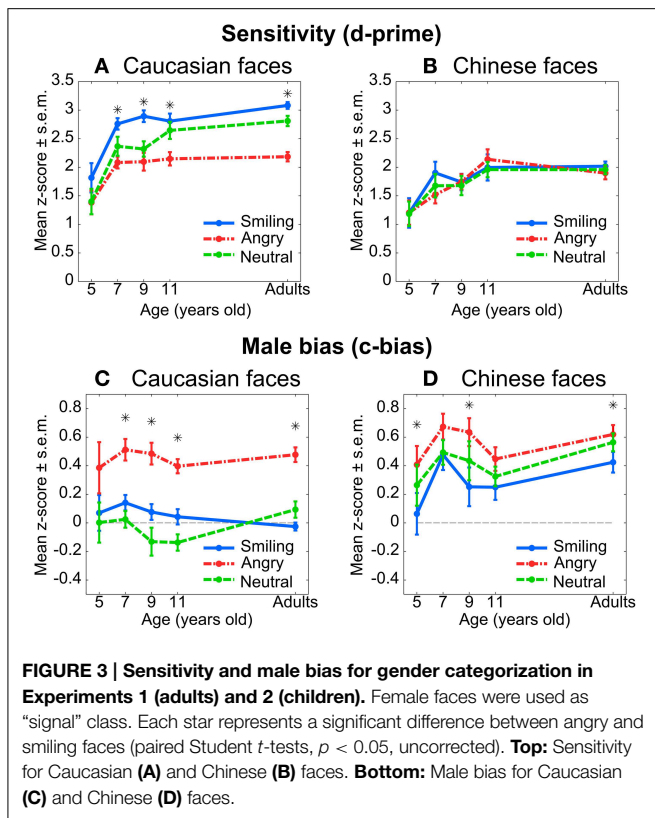 Sensitivity (d-prime)
A Caucasian faces
B Chinese faces
Mean z-score ± s.e.m.
3.5
3
2.5
2
1.5
1
0.5
0
* * * *
Smiling
Angry
Neutral
5 7 9 11 Adults
Age (years old)
Mean z-score ± s.e.m.
3.5
3
2.5
2
1.5
1
0.5
0
Smiling
Angry
Neutral
5 7 9 11 Adults
Age (years old)
Male bias (c-bias)
C Caucasian faces
D Chinese faces
Mean z-score ± s.e.m.
0.8
0.6
0.4
0.2
0
-0.2
-0.4
* * * *
Smiling
Angry
Neutral
5 7 9 11 Adults
Age (years old)
Mean z-score ± s.e.m.
0.8
0.6
0.4
0.2
0
-0.2
-0.4
* * *
Smiling
Angry
Neutral
5 7 9 11 Adults
Age (years old)
FIGURE 3 | Sensitivity and male bias for gender categorization in
Experiments 1 (adults) and 2 (children). Female faces were used as
“signal” class. Each star represents a significant difference between angry and
smiling faces (paired Student t-tests, p < 0.05, uncorrected). Top: Sensitivity
for Caucasian (A) and Chinese (B) faces. Bottom: Male bias for Caucasian
(C) and Chinese (D) faces.